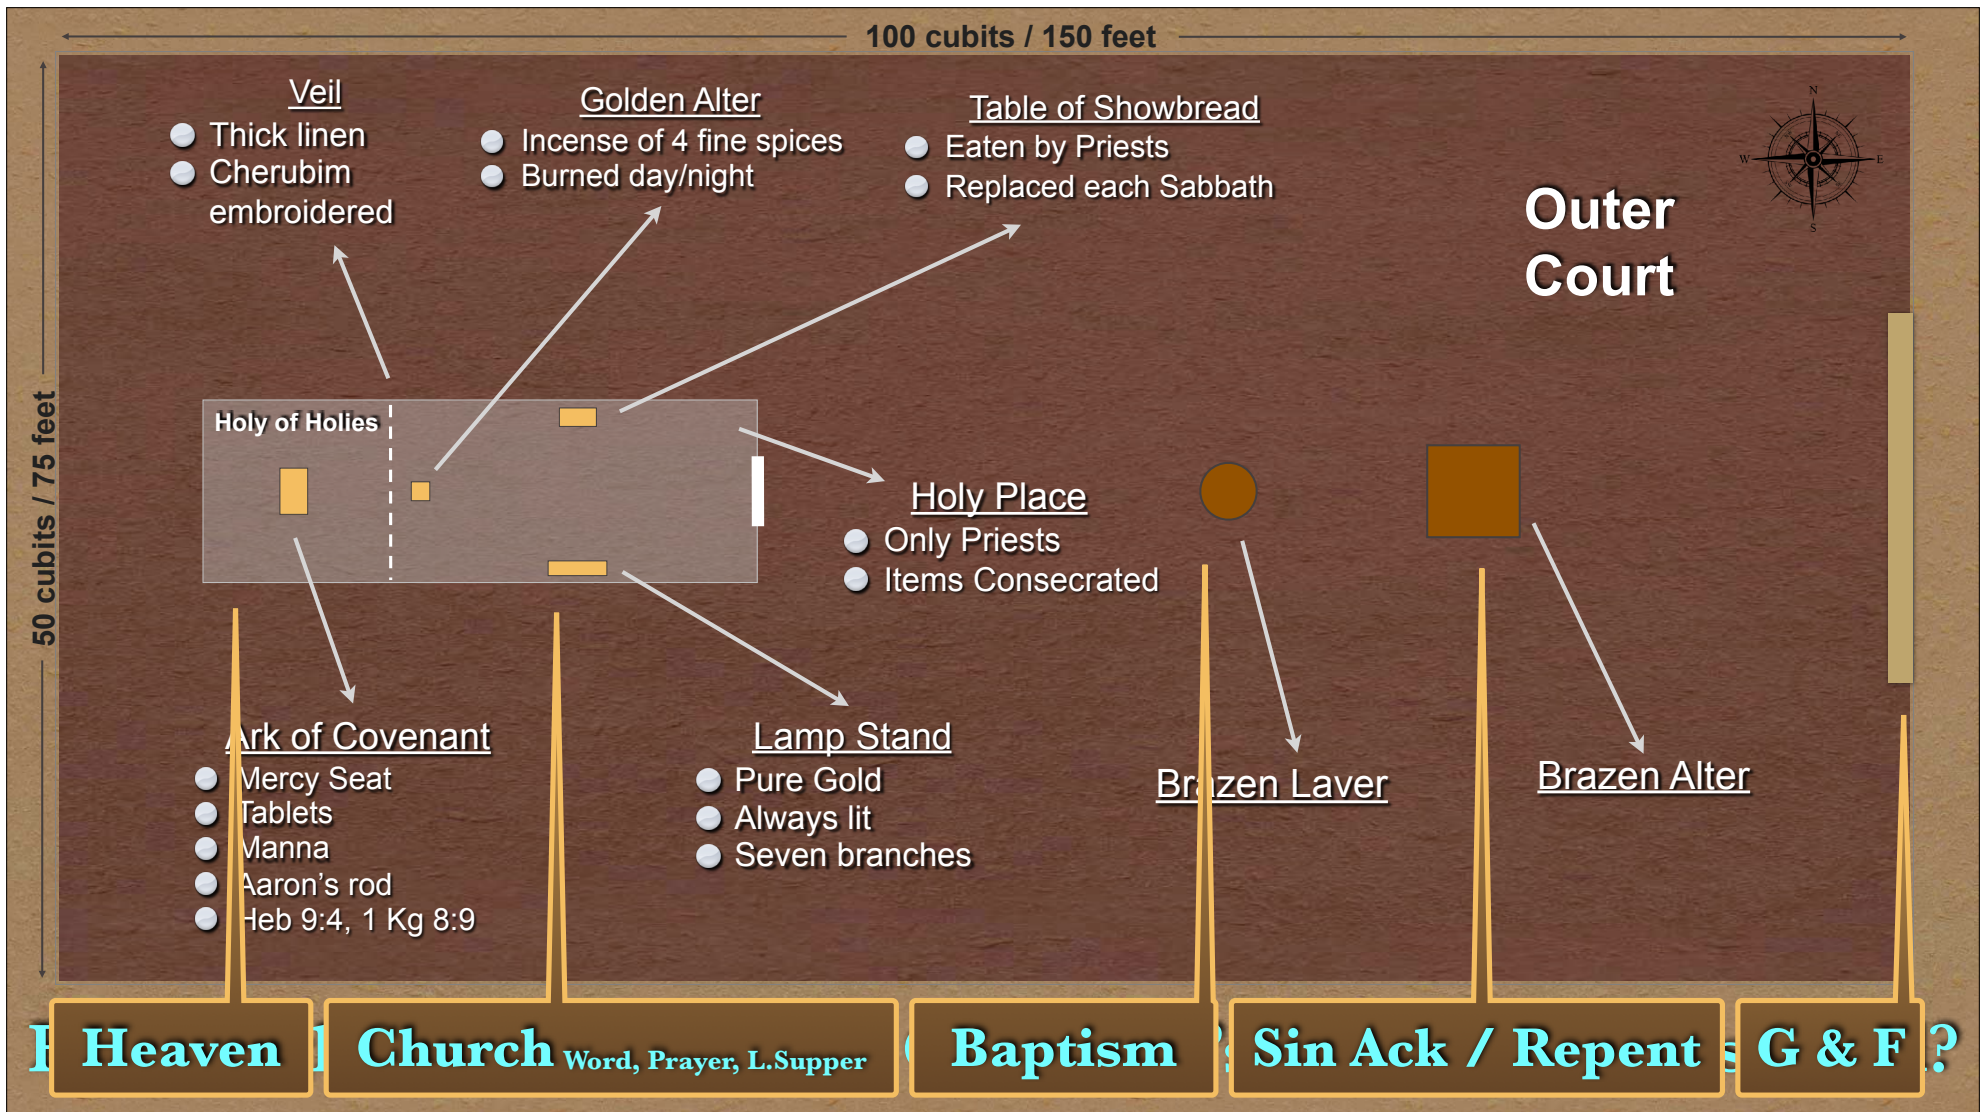 100 cubits / 150 feet
50 cubits / 75 feet
Veil
Thick linen
Cherubim
embroidered
Golden Alter
Incense of 4 fine spices
Burned day/night
Table of Showbread
Eaten by Priests
Replaced each Sabbath
N
W
E
S
Outer
Court
Holy of Holies
Holy Place
Only Priests
Items Consecrated
Ark of Covenant
Mercy Seat
Tablets
Manna
Aaron’s rod
Heb 9:4, 1 Kg 8:9
Lamp Stand
Pure Gold
Always lit
Seven branches
Brazen Laver
Brazen Alter
Heaven
Church Word, Prayer, L.Supper
Baptism
Sin Ack / Repent
G & F
?